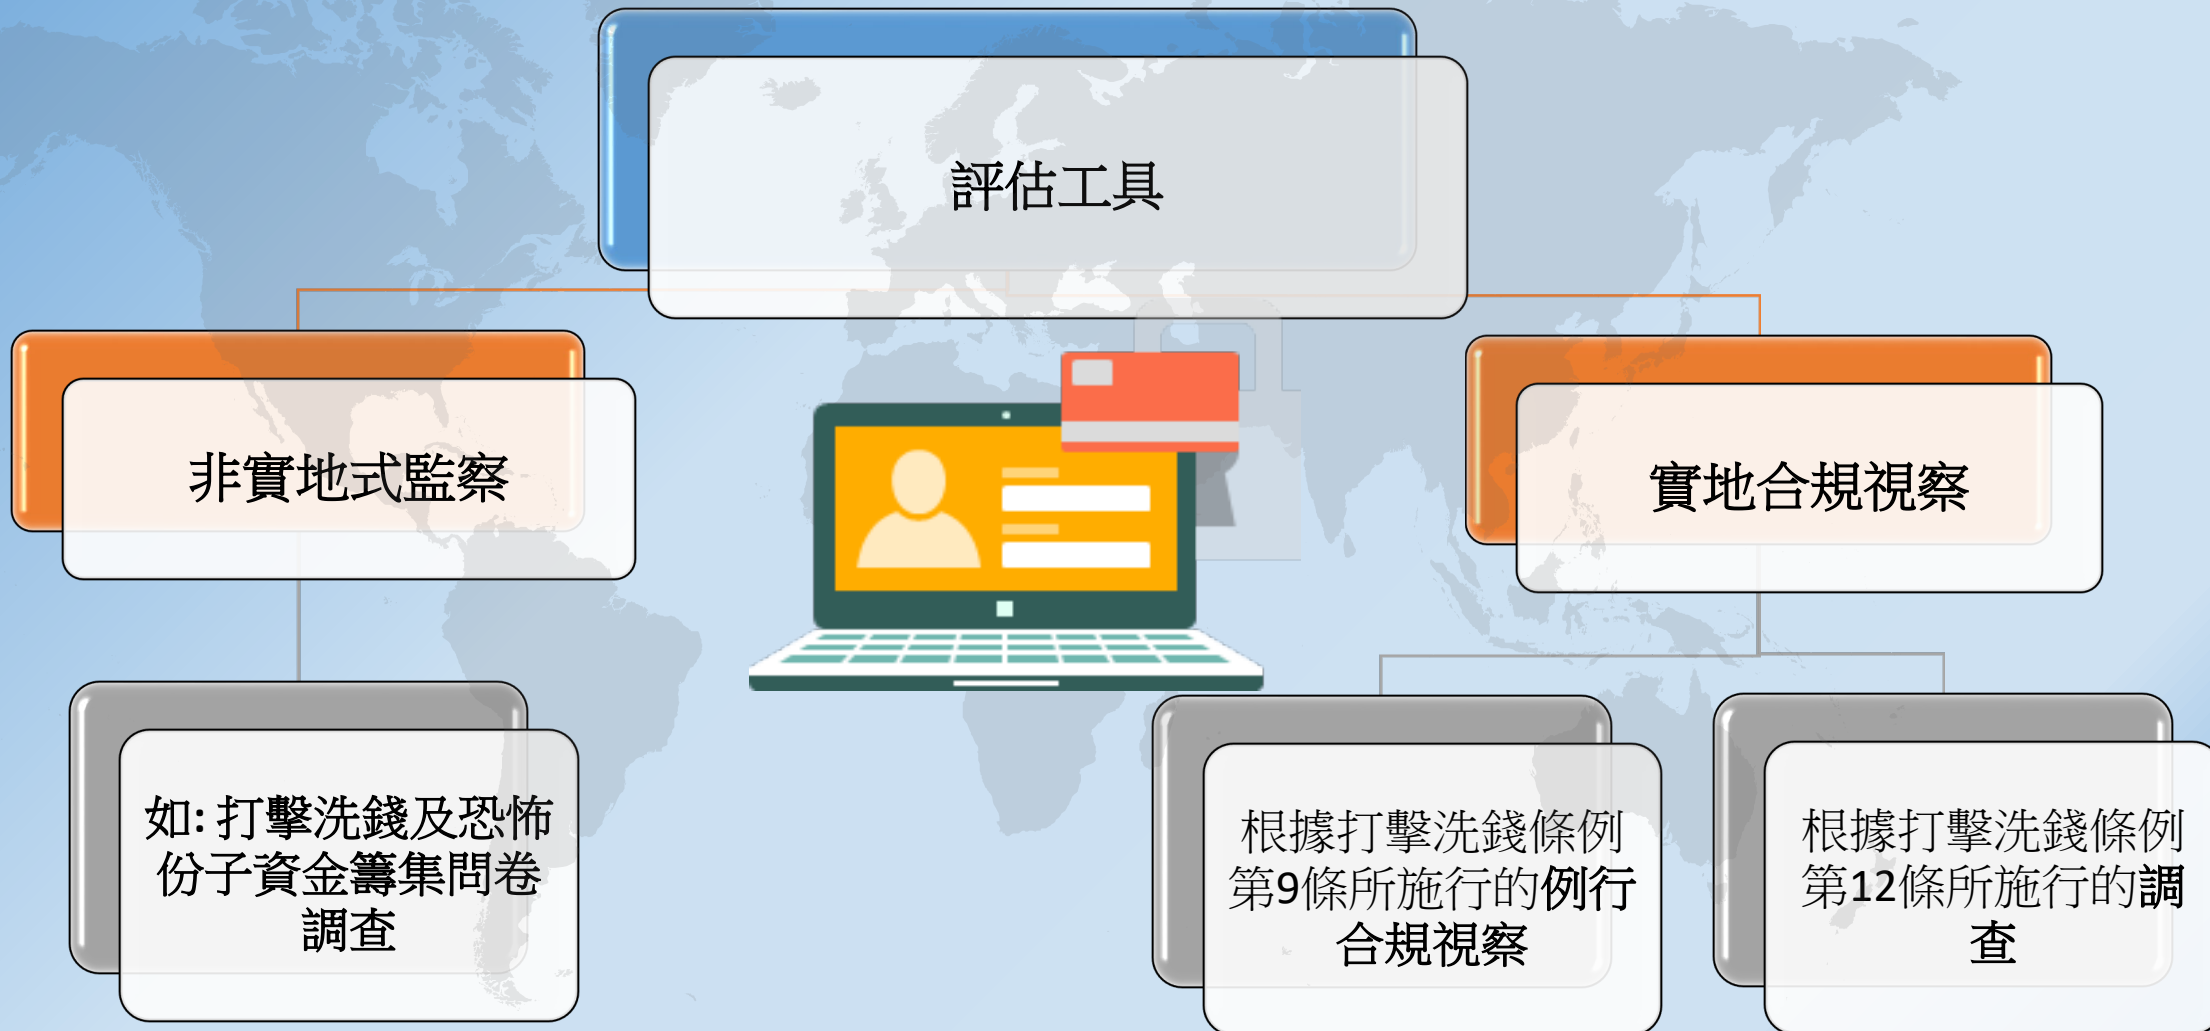 評估工具
非實地式監察
實地合規視察
如: 打擊洗錢及恐怖
份子資金籌集問卷
調查
根據打擊洗錢條例
第9條所施行的例行
合規視察
根據打擊洗錢條例
第12條所施行的調
查